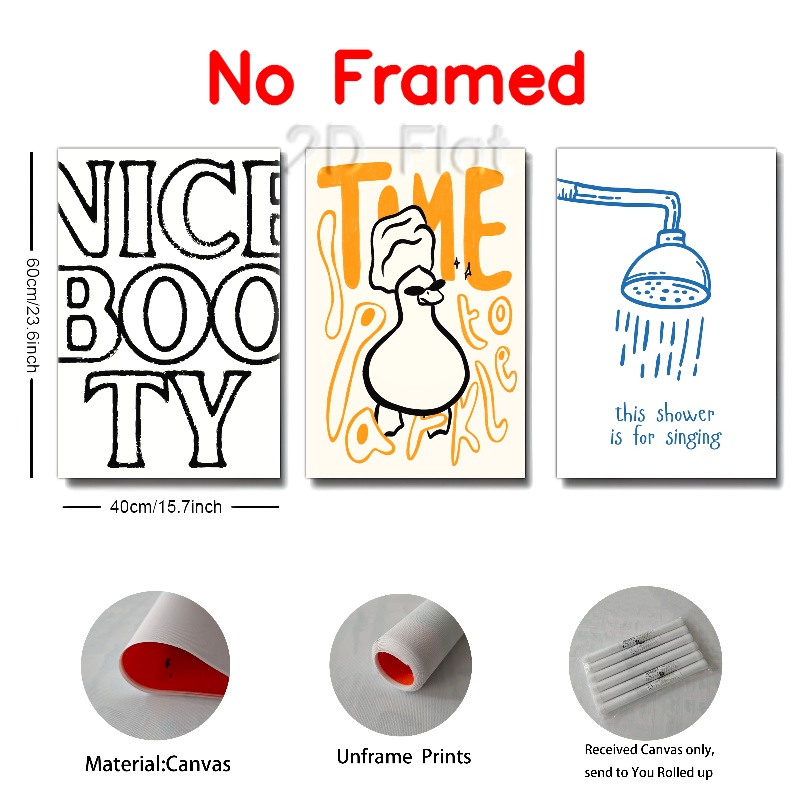 No Framed
2D Flat
NICE
BOO
TY
TIME
to
Sparkle
this shower
is for singing
60cm/23.6inch
40cm/15.7inch
Material:Canvas
Unframe Prints
Received Canvas only,
send to You Rolled up